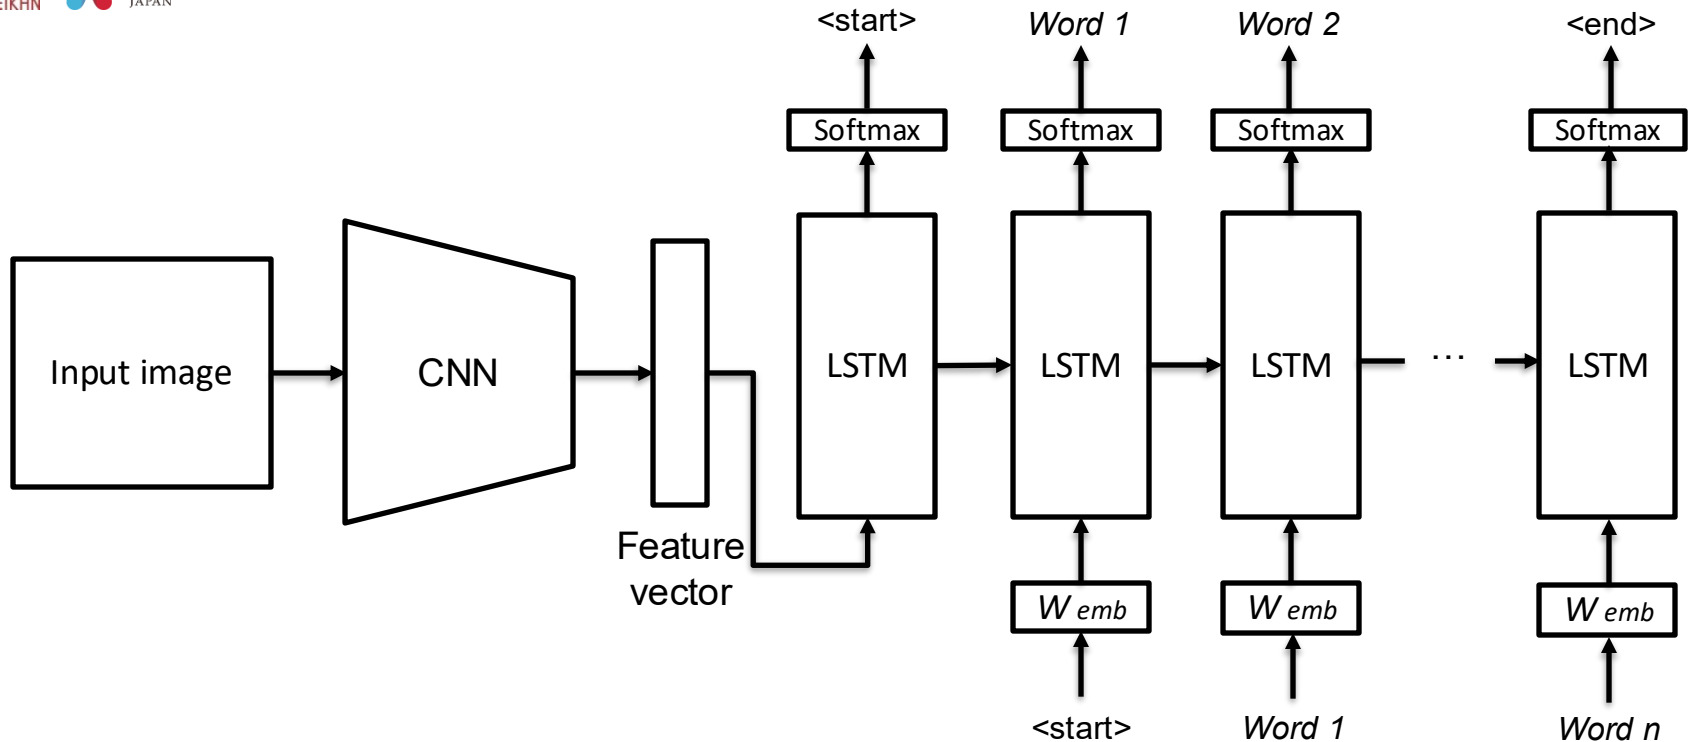 JAPAN
<start>
Word 1
Word 2
<end>
Softmax
Softmax
Softmax
Softmax
Input image
CNN
LSTM
LSTM
LSTM
...
LSTM
Feature
vector
W emb
W emb
W emb
<start>
Word 1
Word n